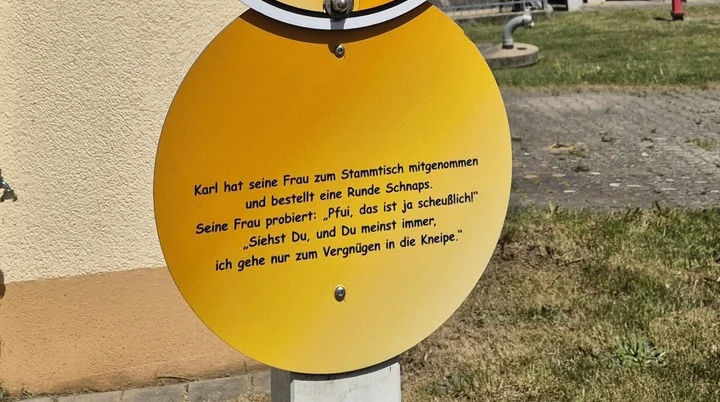 Karl hat seine Frau zum Stammtisch mitgenommen
und bestellt eine Runde Schnaps.
Seine Frau probiert: „Pfui, das ist ja scheußlich!“
„Siehst Du, und Du meinst immer,
ich gehe nur zum Vergnügen in die Kneipe.“